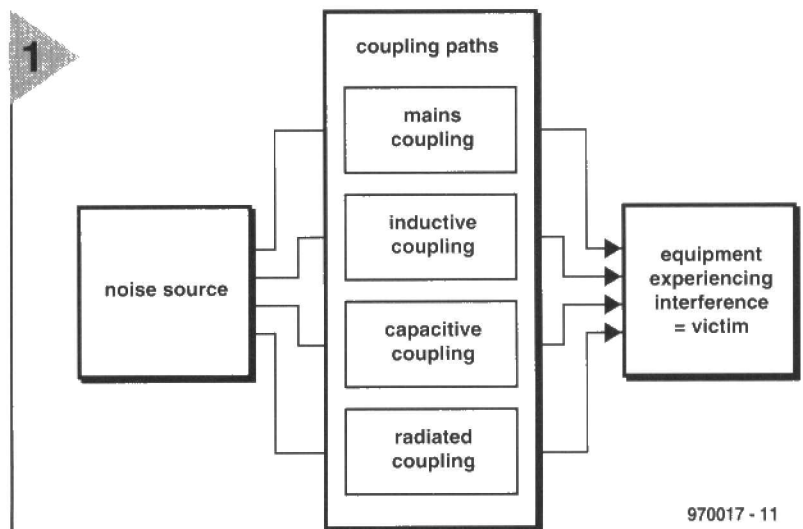 1
coupling paths
mains
coupling
inductive
coupling
noise source
capacitive
coupling
radiated
coupling
equipment
experiencing
interference
= victim
970017 - 11